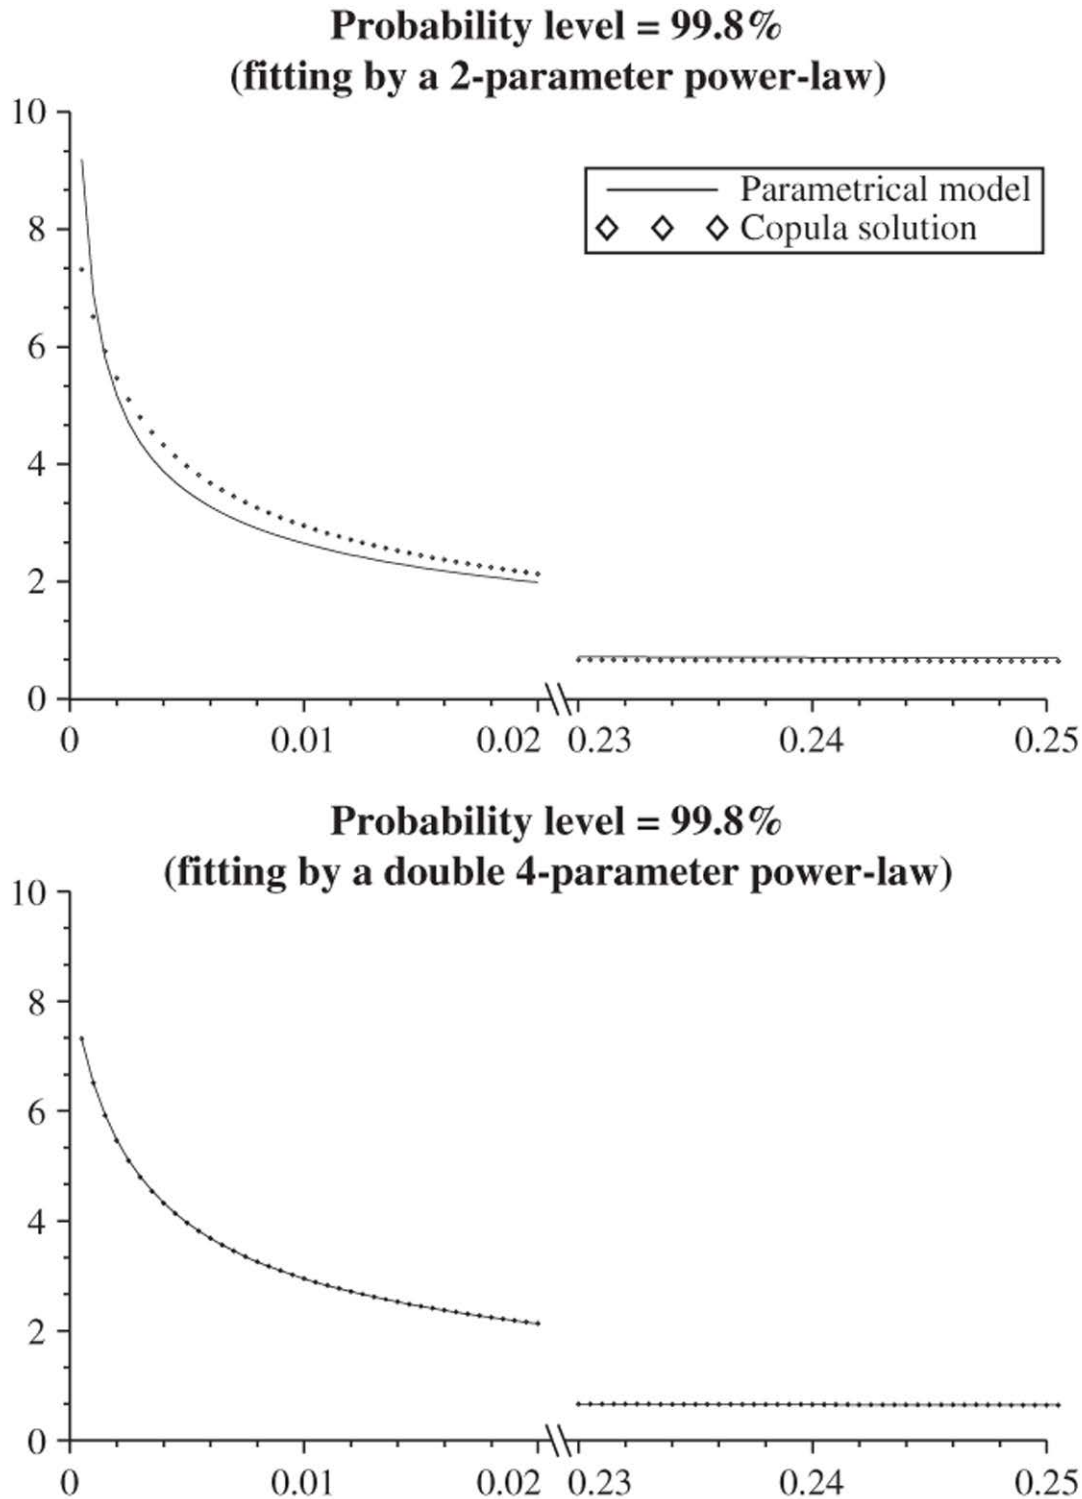 Probability level = 99.8%
(fitting by a 2-parameter power-law)
10
Parametrical model
8
Copula solution
6
4
2
0
0 0.01 0.02 0.23 0.24 0.25
Probability level = 99.8%
(fitting by a double 4-parameter power-law)
10
8
6
4
2
0
0 0.01 0.02 0.23 0.24 0.25